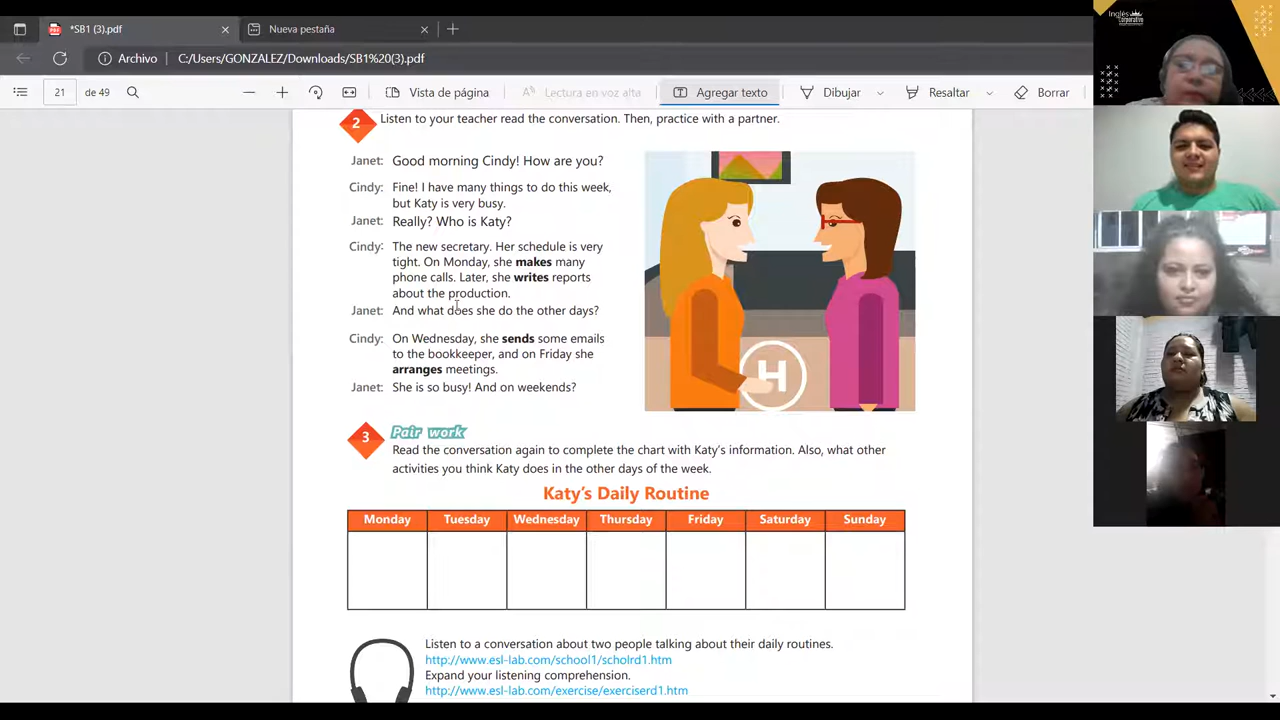 *SB1 (3).pdf
Nueva pestaña
Archivo C:/Users/GONZALEZ/Downloads/SB1%20(3).pdf
21 de 49 Vista de página Lectura en voz alta Agregar texto Dibujar Resaltar Borrar
Inglés
Corporativo
2 Listen to your teacher read the conversation. Then, practice with a partner.
Janet: Good morning Cindy! How are you?
Cindy: Fine! I have many things to do this week,
but Katy is very busy.
Janet: Really? Who is Katy?
Cindy: The new secretary. Her schedule is very
tight. On Monday, she makes many
phone calls. Later, she writes reports
about the production.
Janet: And what does she do the other days?
Cindy: On Wednesday, she sends some emails
to the bookkeeper, and on Friday she
arranges meetings.
Janet: She is so busy! And on weekends?
H
3 Pair work
Read the conversation again to complete the chart with Katy's information. Also, what other
activities you think Katy does in the other days of the week.
Katy's Daily Routine
Monday Tuesday Wednesday Thursday Friday Saturday Sunday
Listen to a conversation about two people talking about their daily routines.
http://www.esl-lab.com/school1/scholrd1.htm
Expand your listening comprehension.
http://www.esl-lab.com/exercise/exerciserd1.htm